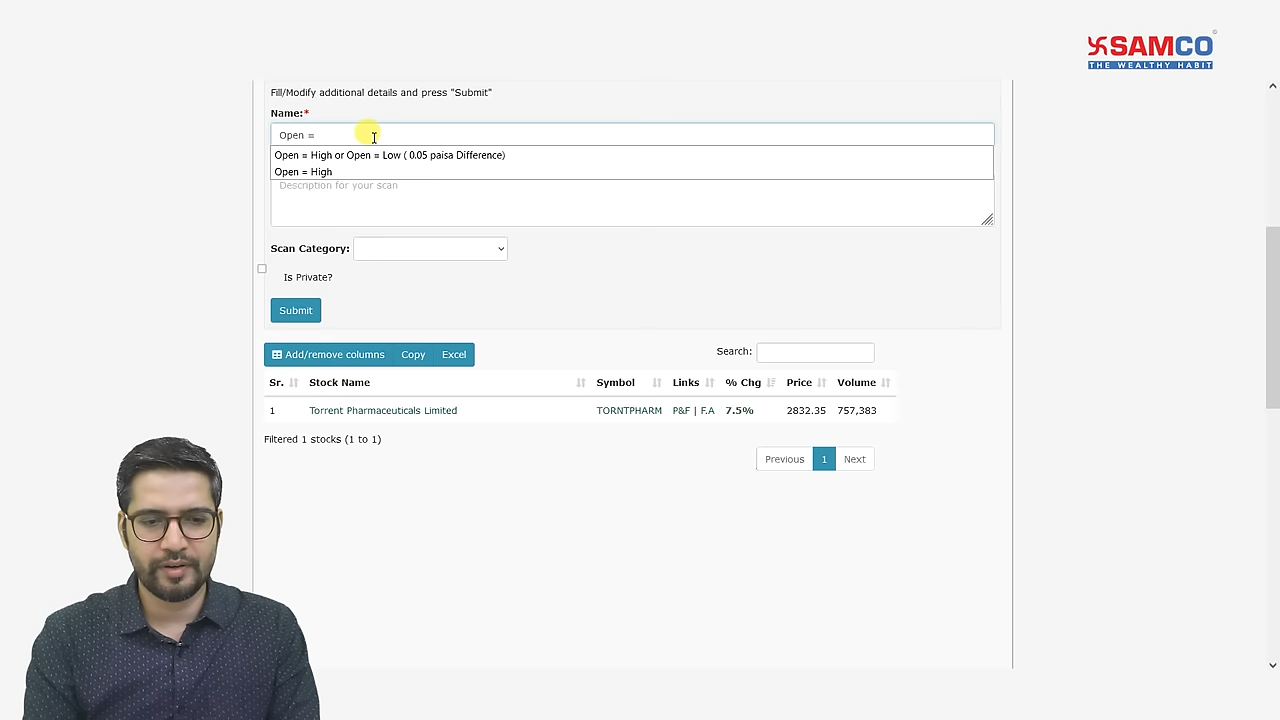 SAMCO
THE WEALTHY HABIT
Fill/Modify additional details and press "Submit"
Name:*
Open =
Open = High or Open = Low ( 0.05 paisa Difference)
Open = High
Description for your scan
Scan Category:
Is Private?
Submit
Add/remove columns Copy Excel
Search:
Sr. Stock Name Symbol Links % Chg Price Volume
1 Torrent Pharmaceuticals Limited TORNTPHARM P&F | F.A 7.5% 2832.35 757,383
Filtered 1 stocks (1 to 1)
Previous 1 Next